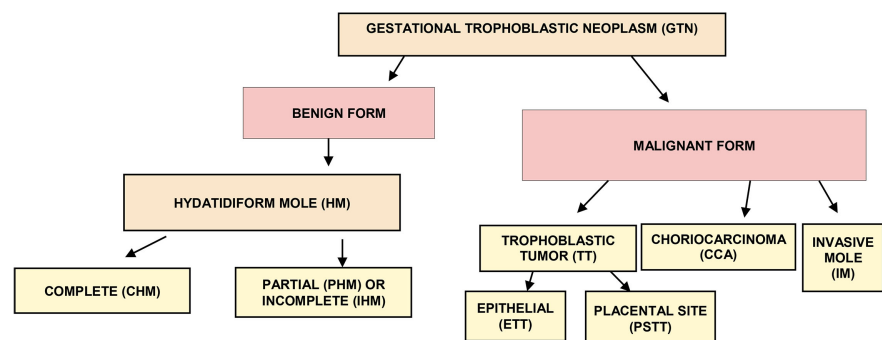 GESTATIONAL TROPHOBLASTIC NEOPLASM (GTN)
BENIGN FORM
MALIGNANT FORM
HYDATIDIFORM MOLE (HM)
COMPLETE (CHM)
PARTIAL (PHM) OR
INCOMPLETE (IHM)
TROPHOBLASTIC
TUMOR (TT)
CHORIOCARCINOMA
(CCA)
INVASIVE
MOLE
(IM)
EPITHELIAL
(ETT)
PLACENTAL SITE
(PSTT)